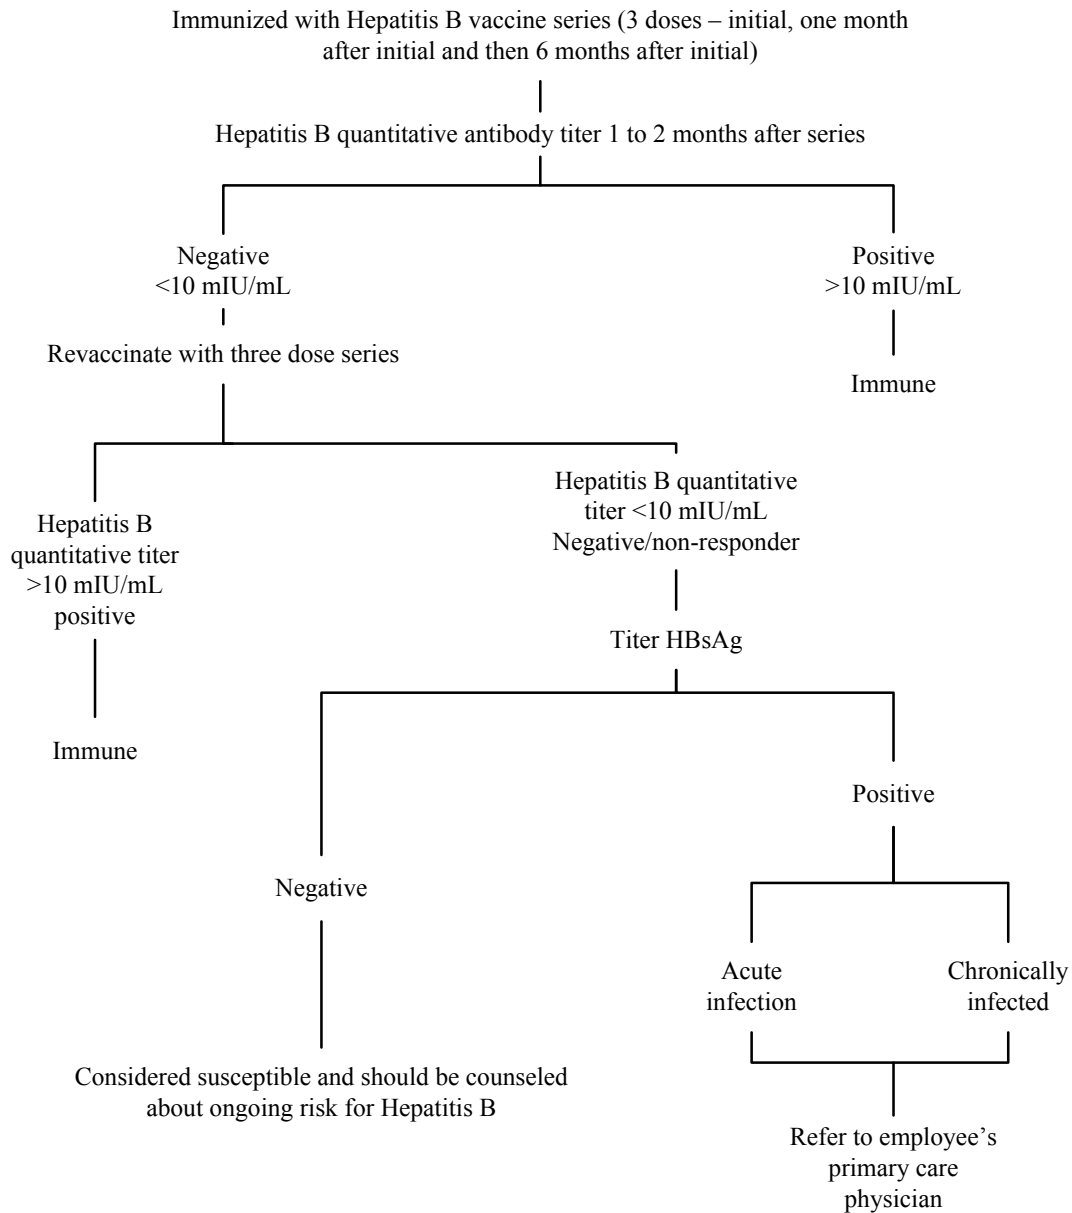 Immunized with Hepatitis B vaccine series (3 doses – initial, one month
after initial and then 6 months after initial)
Hepatitis B quantitative antibody titer 1 to 2 months after series
Negative
<10 mIU/mL
Positive
>10 mIU/mL
Revaccinate with three dose series
Immune
Hepatitis B
quantitative titer
>10 mIU/mL
positive
Hepatitis B quantitative
titer <10 mIU/mL
Negative/non-responder
Titer HBsAg
Immune
Positive
Negative
Acute
infection
Chronically
infected
Considered susceptible and should be counseled
about ongoing risk for Hepatitis B
Refer to employee’s
primary care
physician